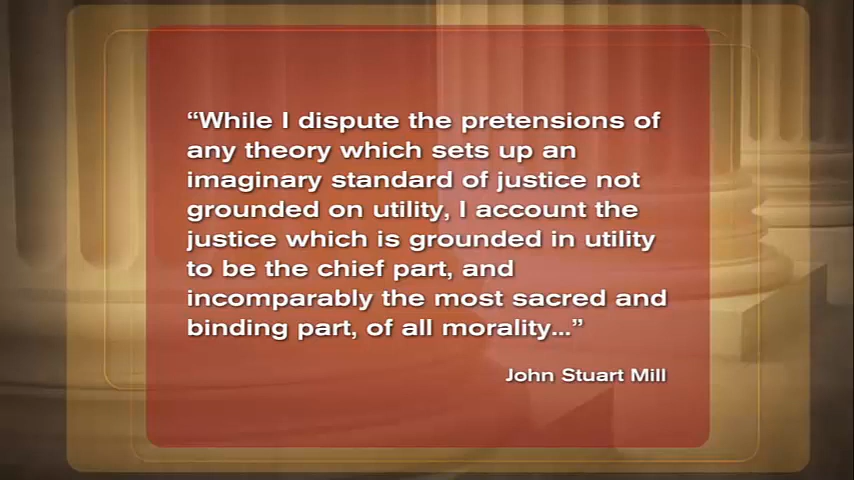 “While I dispute the pretensions of
any theory which sets up an
imaginary standard of justice not
grounded on utility, I account the
justice which is grounded in utility
to be the chief part, and
incomparably the most sacred and
binding part, of all morality...”
John Stuart Mill